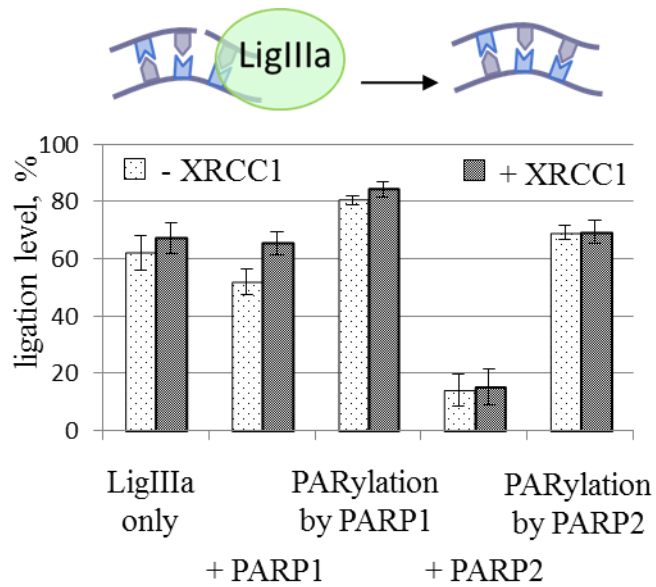 LigIIIa
100
80
60
40
20
0
ligation level, %
- XRCC1
+ XRCC1
LigIIIa
only
+ PARP1
PARylation
by PARP1
+ PARP2
PARylation
by PARP2